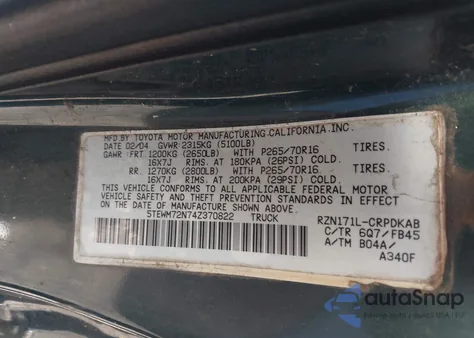 MFD. BY TOYOTA MOTOR MANUFACTURING, CALIFORNIA, INC.
DATE 02/04 GVWR 2315KG (5100LB)
GAWR: FRT 1200KG (2650LB) WITH P265/70R16 TIRES.
16X7J RIMS. AT 180KPA (26PSI) COLD.
RR. 1270KG (2800LB) WITH P265/70R16 TIRES.
16X7J RIMS. AT 200KPA (29PSI) COLD.
THIS VEHICLE CONFORMS TO ALL APPLICABLE FEDERAL MOTOR
VEHICLE SAFETY AND BUMPER STANDARDS IN EFFECT ON
THE DATE OF MANUFACTURE SHOWN ABOVE.
5TEWM72N74Z370822 TRUCK RZN171L-CRPDKAB
C/TR 6Q7/FB45
A/TM B04A/
A340F
autoSnap